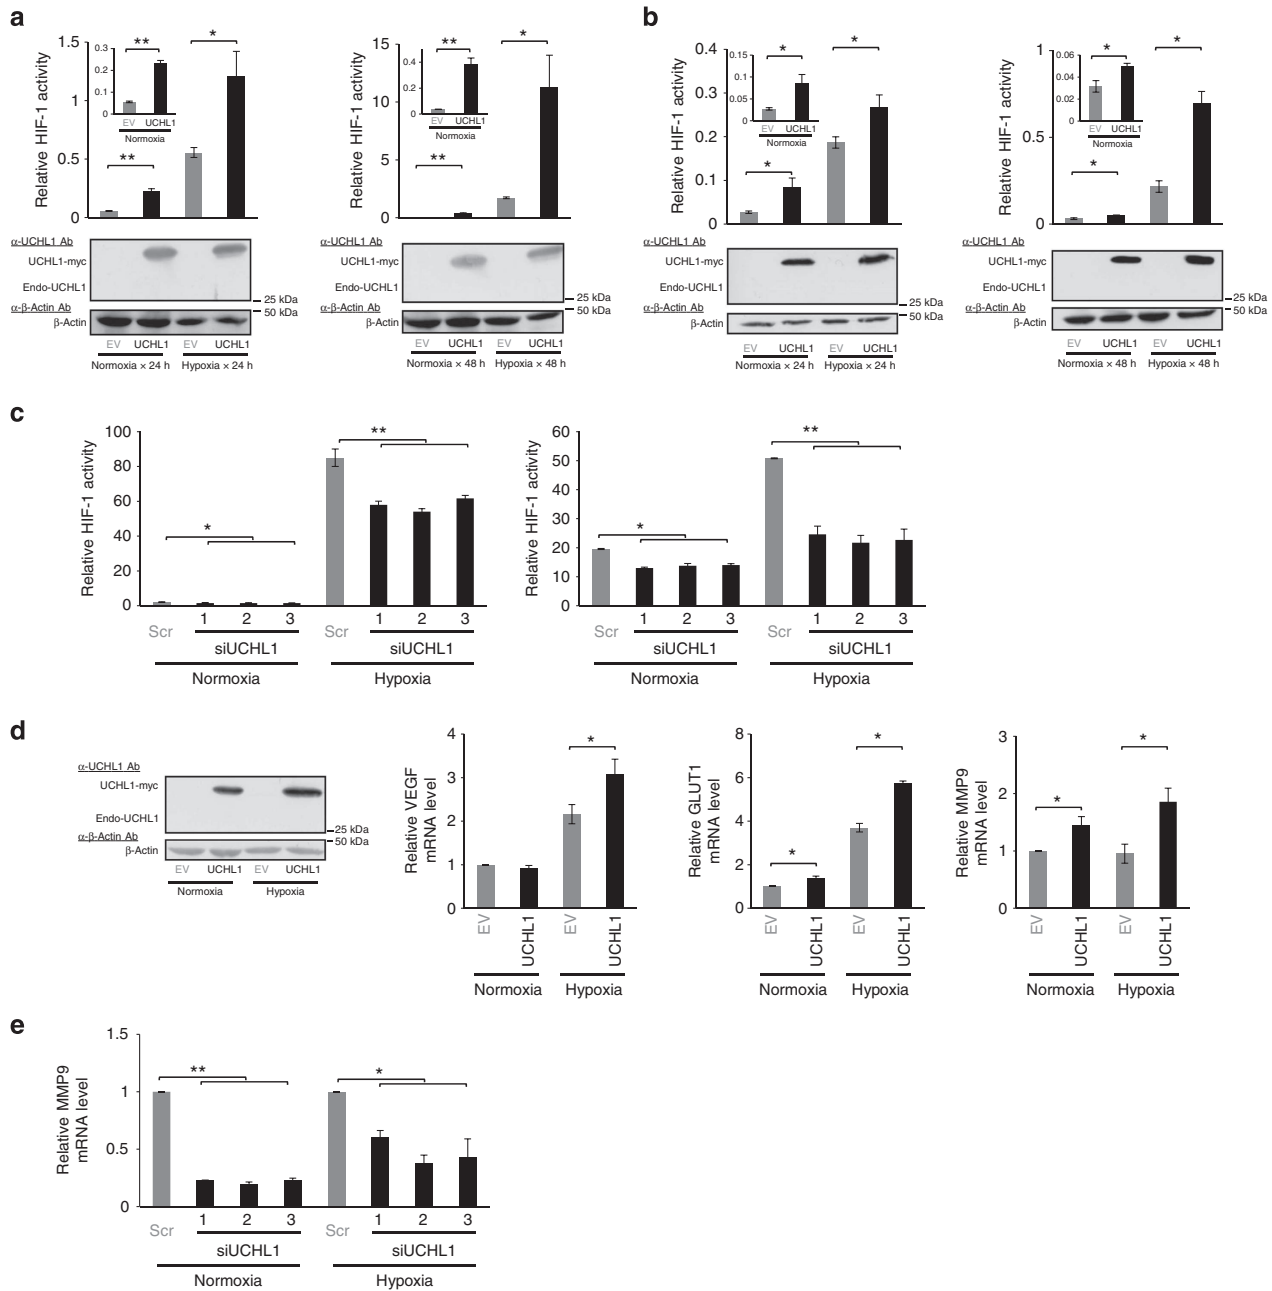 a
Relative HIF-1 activity
1.5
1
0.5
0
**
*
**
0.3
0.2
0.1
0
**
EV UCHL1
Normoxia
α-UCHL1 Ab
UCHL1-myc
Endo-UCHL1
α-β-Actin Ab
β-Actin
25 kDa
50 kDa
EV UCHL1 EV UCHL1
Normoxia × 24 h Hypoxia × 24 h
Relative HIF-1 activity
15
10
5
0
**
*
**
0.4
0.2
0
EV UCHL1
Normoxia
α-UCHL1 Ab
UCHL1-myc
Endo-UCHL1
α-β-Actin Ab
β-Actin
25 kDa
50 kDa
EV UCHL1 EV UCHL1
Normoxia × 48 h Hypoxia × 48 h
b
Relative HIF-1 activity
0.4
0.3
0.2
0.1
0
*
*
*
0.15
0.10
0.05
0
EV UCHL1
Normoxia
α-UCHL1 Ab
UCHL1-myc
Endo-UCHL1
α-β-Actin Ab
β-Actin
25 kDa
50 kDa
EV UCHL1 EV UCHL1
Normoxia × 24 h Hypoxia × 24 h
Relative HIF-1 activity
1
0.5
0
*
*
*
0.06
0.04
0.02
0
EV UCHL1
Normoxia
α-UCHL1 Ab
UCHL1-myc
Endo-UCHL1
α-β-Actin Ab
β-Actin
25 kDa
50 kDa
EV UCHL1 EV UCHL1
Normoxia × 48 h Hypoxia × 48 h
c
Relative HIF-1 activity
100
80
60
40
20
0
*
**
Scr 1 2 3 Scr 1 2 3
siUCHL1 siUCHL1
Normoxia Hypoxia
Relative HIF-1 activity
60
50
40
30
20
10
0
*
**
Scr 1 2 3 Scr 1 2 3
siUCHL1 siUCHL1
Normoxia Hypoxia
d
α-UCHL1 Ab
UCHL1-myc
Endo-UCHL1
α-β-Actin Ab
β-Actin
25 kDa
50 kDa
EV UCHL1 EV UCHL1
Normoxia Hypoxia
Relative VEGF
mRNA level
4
3
2
1
0
*
EV UCHL1 EV UCHL1
Normoxia Hypoxia
Relative GLUT1
mRNA level
8
6
4
2
0
*
*
EV UCHL1 EV UCHL1
Normoxia Hypoxia
Relative MMP9
mRNA level
3
2
1
0
*
*
EV UCHL1 EV UCHL1
Normoxia Hypoxia
e
Relative MMP9
mRNA level
1.5
1
0.5
0
**
*
Scr 1 2 3 Scr 1 2 3
siUCHL1 siUCHL1
Normoxia Hypoxia